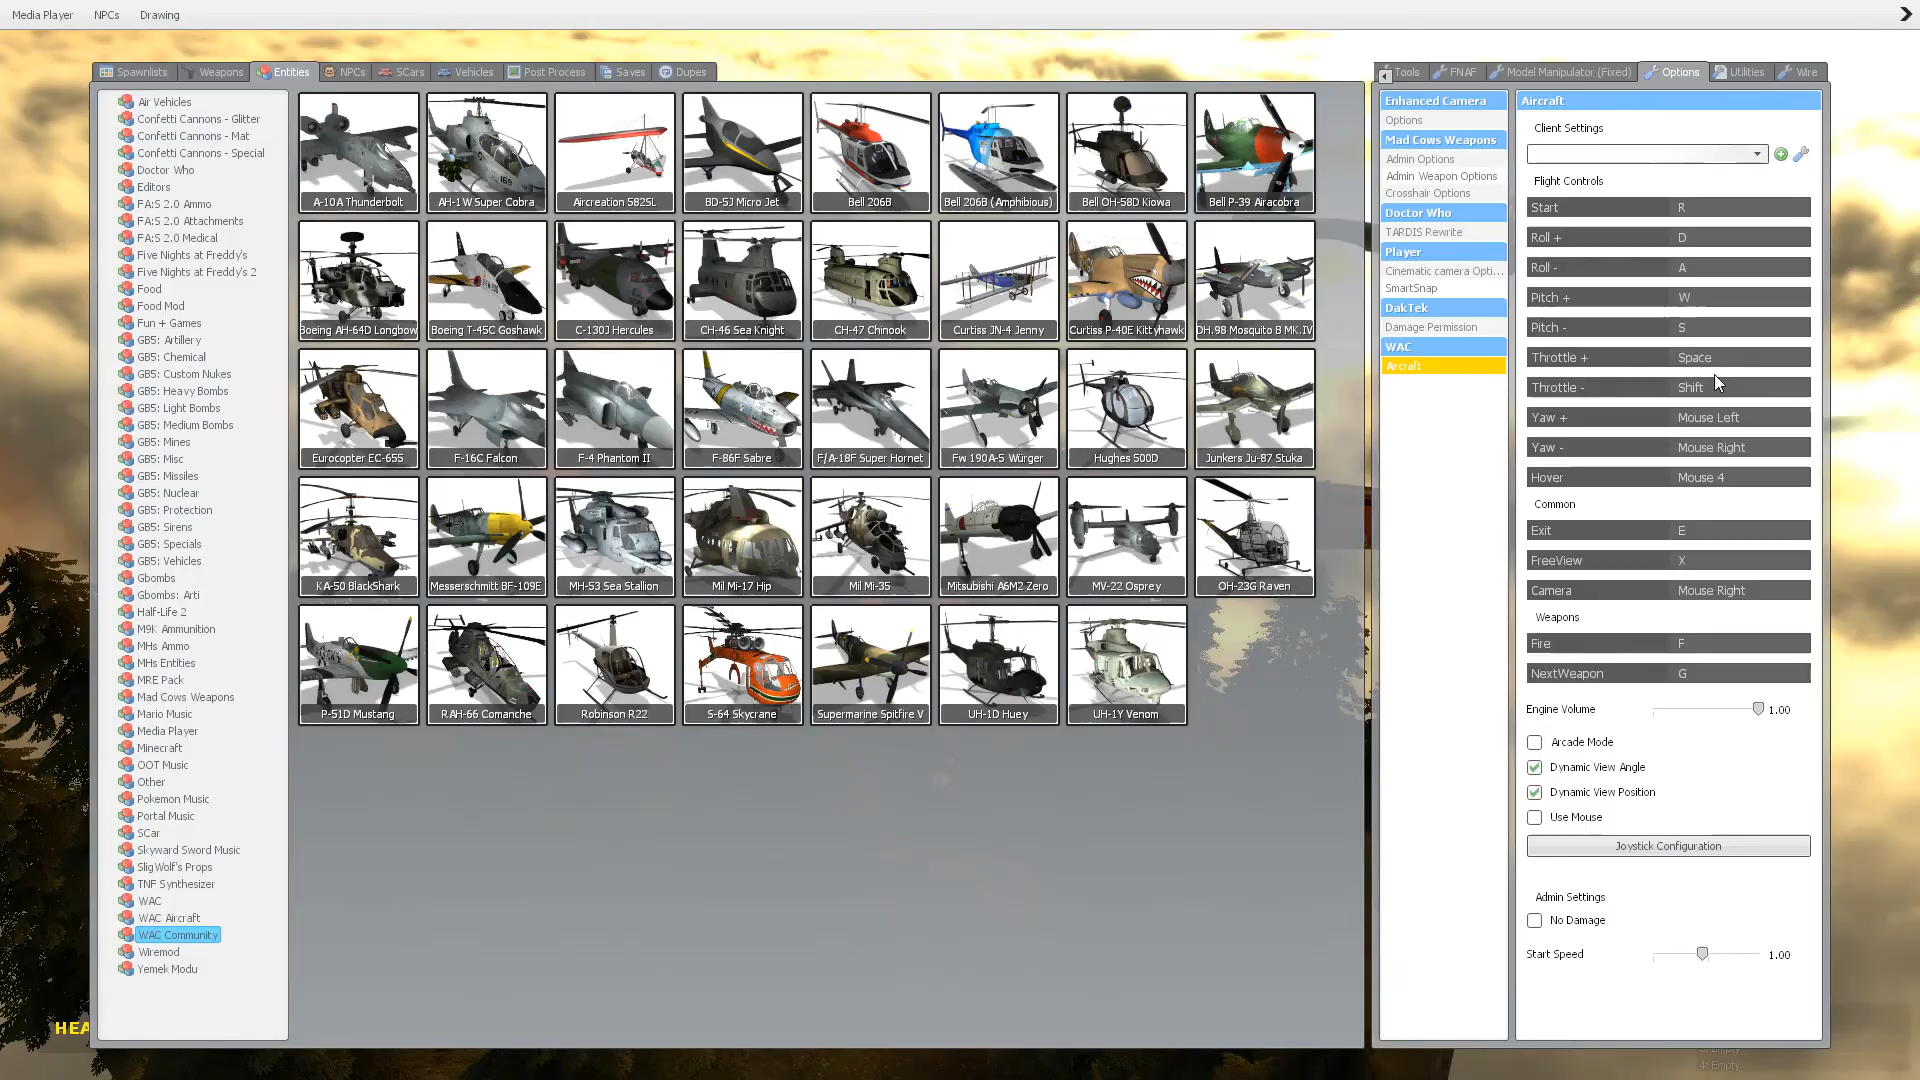 Media Player NPCs Drawing
Spawnlists Weapons Entities NPCs SCars Vehicles Post Process Saves Dupes
Air Vehicles
Confetti Cannons - Glitter
Confetti Cannons - Mat
Confetti Cannons - Special
Doctor Who
Editors
FA:S 2.0 Ammo
FA:S 2.0 Attachments
FA:S 2.0 Medical
Five Nights at Freddy's
Five Nights at Freddy's 2
Food
Food Mod
Fun + Games
GB5: Artillery
GB5: Chemical
GB5: Custom Nukes
GB5: Heavy Bombs
GB5: Light Bombs
GB5: Medium Bombs
GB5: Mines
GB5: Misc
GB5: Missiles
GB5: Nuclear
GB5: Protection
GB5: Sirens
GB5: Specials
GB5: Vehicles
Gbombs
Gbombs: Arti
Half-Life 2
M9K Ammunition
MHs Ammo
MHs Entities
MRE Pack
Mad Cows Weapons
Mario Music
Media Player
Minecraft
OOT Music
Other
Pokemon Music
Portal Music
SCar
Skyward Sword Music
SligWolf's Props
TNF Synthesizer
WAC
WAC Aircraft
WAC Community
Wiremod
Yemek Modu
HEA
A-10A Thunderbolt
169
AH-1W Super Cobra
Aircreation 582SL
BD-5J Micro Jet
Bell 206B
Bell 206B (Amphibious)
Bell OH-58D Kiowa
Bell P-39 Airacobra
Boeing AH-64D Longbow
Boeing T-45C Goshawk
C-130J Hercules
CH-46 Sea Knight
CH-47 Chinook
Curtiss JN-4 Jenny
Curtiss P-40E Kittyhawk
DH.98 Mosquito B MK.IV
Eurocopter EC-655
F-16C Falcon
F-4 Phantom II
F-86F Sabre
F/A-18F Super Hornet
Fw 190A-5 Würger
Hughes 500D
Junkers Ju-87 Stuka
KA-50 BlackShark
Messerschmitt BF-109E
MH-53 Sea Stallion
Mil Mi-17 Hip
Mil Mi-35
Mitsubishi A6M2 Zero
MV-22 Osprey
OH-23G Raven
P-51D Mustang
RAH-66 Comanche
Robinson R22
S-64 Skycrane
Supermarine Spitfire V
UH-1D Huey
UH-1Y Venom
Tools FNAF Model Manipulator (Fixed) Options Utilities Wire
Enhanced Camera
Options
Mad Cows Weapons
Admin Options
Admin Weapon Options
Crosshair Options
Doctor Who
TARDIS Rewrite
Player
Cinematic camera Opti...
SmartSnap
DakTek
Damage Permission
WAC
Aircraft
Aircraft
Client Settings
Flight Controls
Start R
Roll + D
Roll - A
Pitch + W
Pitch - S
Throttle + Space
Throttle - Shift
Yaw + Mouse Left
Yaw - Mouse Right
Hover Mouse 4
Common
Exit E
FreeView X
Camera Mouse Right
Weapons
Fire F
NextWeapon G
Engine Volume 1.00
Arcade Mode
Dynamic View Angle
Dynamic View Position
Use Mouse
Joystick Configuration
Admin Settings
No Damage
Start Speed 1.00
4: Empty